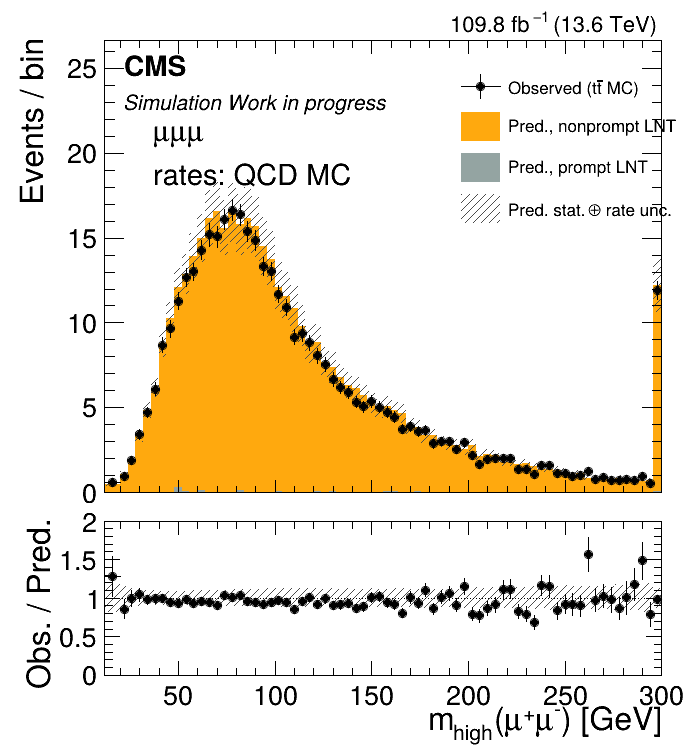 109.8 fb⁻¹ (13.6 TeV)
CMS
Simulation Work in progress
μμμ
rates: QCD MC
Observed (tt̄ MC)
Pred., nonprompt LNT
Pred., prompt LNT
Pred. stat. ⊕ rate unc.
Events / bin
25
20
15
10
5
0
Obs. / Pred.
2
1.5
1
0.5
0
50 100 150 200 250 300
m_high(μ⁺μ⁻) [GeV]